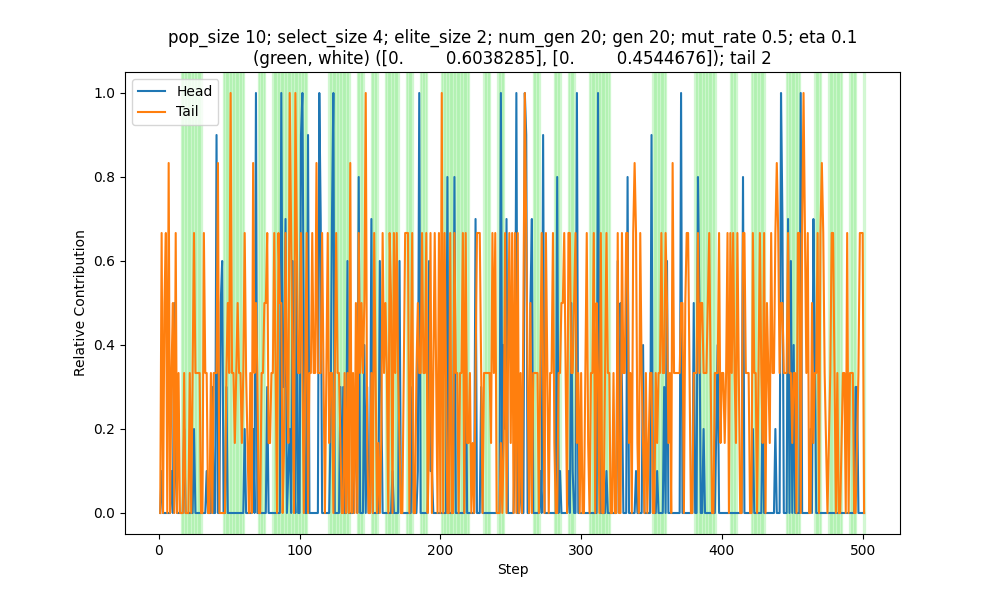 pop_size 10; select_size 4; elite_size 2; num_gen 20; gen 20; mut_rate 0.5; eta 0.1
(green, white) ([0. 0.6038285], [0. 0.4544676]); tail 2
Head
Tail
1.0
0.8
0.6
0.4
0.2
0.0
Relative Contribution
0 100 200 300 400 500
Step